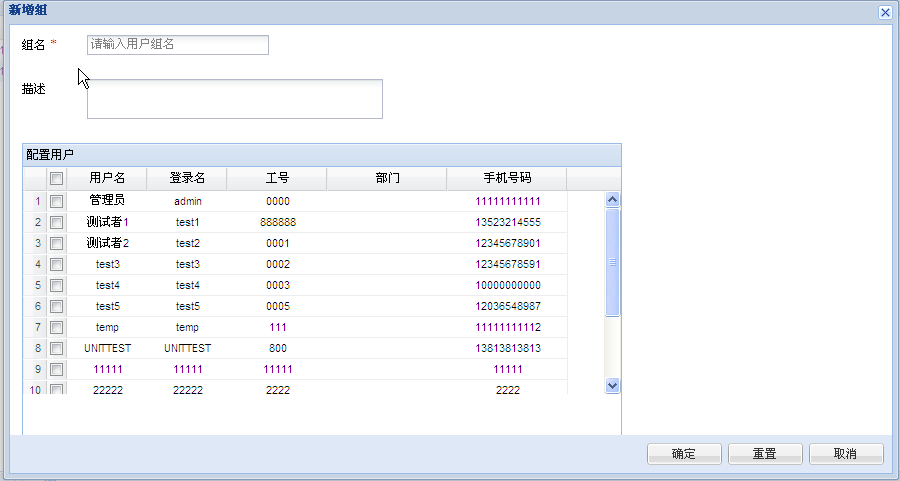 新增组
组名 * 请输入用户组名
描述
配置用户
用户名 登录名 工号 部门 手机号码
1 管理员 admin 0000 11111111111
2 测试者1 test1 888888 13523214555
3 测试者2 test2 0001 12345678901
4 test3 test3 0002 12345678591
5 test4 test4 0003 10000000000
6 test5 test5 0005 12036548987
7 temp temp 111 11111111112
8 UNITTEST UNITTEST 800 13813813813
9 11111 11111 11111 11111
10 22222 22222 2222 2222
确定 重置 取消